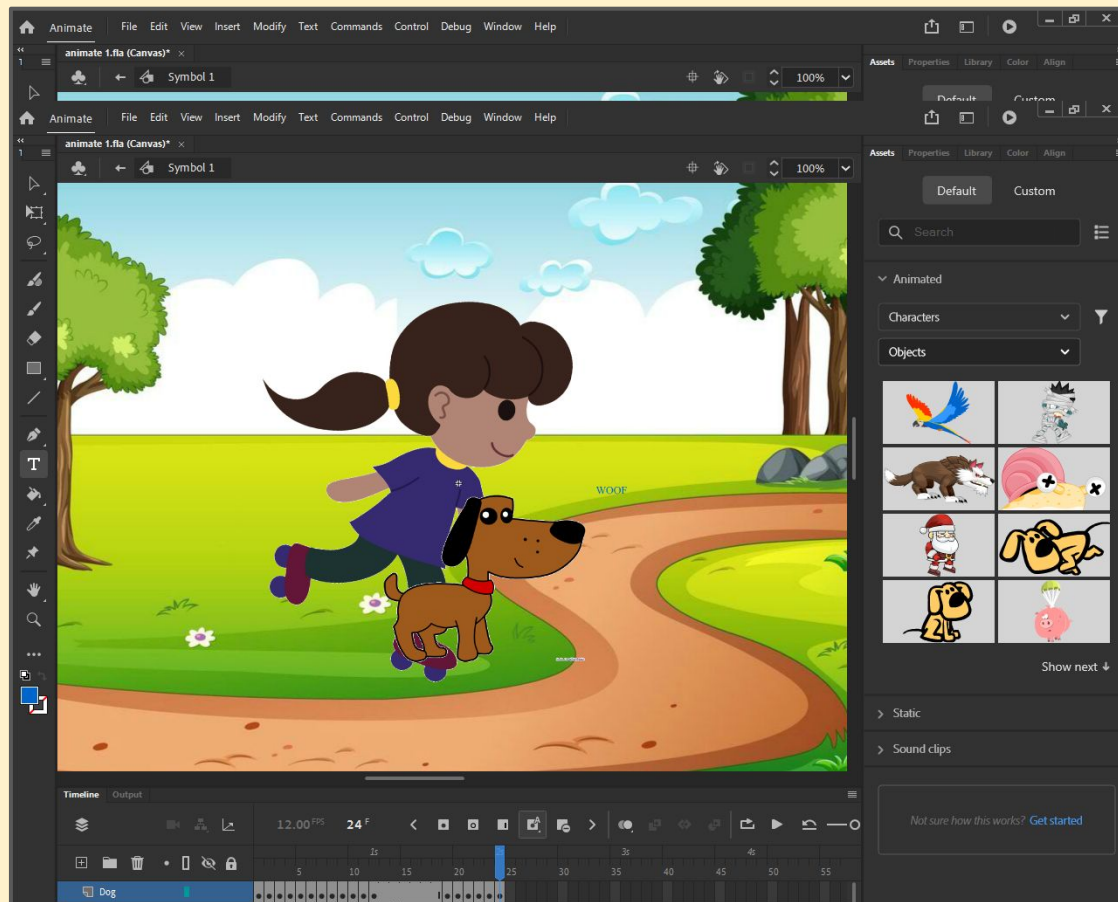 Animate File Edit View Insert Modify Text Commands Control Debug Window Help
animate 1.fla (Canvas)* ×
Symbol 1 100%
Assets Properties Library Color Align
Default Custom
Animate File Edit View Insert Modify Text Commands Control Debug Window Help
animate 1.fla (Canvas)* ×
Symbol 1 100%
Assets Properties Library Color Align
Default Custom
Search
Animated
Characters
Objects
WOOF
Show next
Static
Sound clips
Not sure how this works? Get started
Timeline Output
12.00 FPS 24 F
1s 3s 4s
5 10 15 20 25 30 35 40 45 50 55
Dog